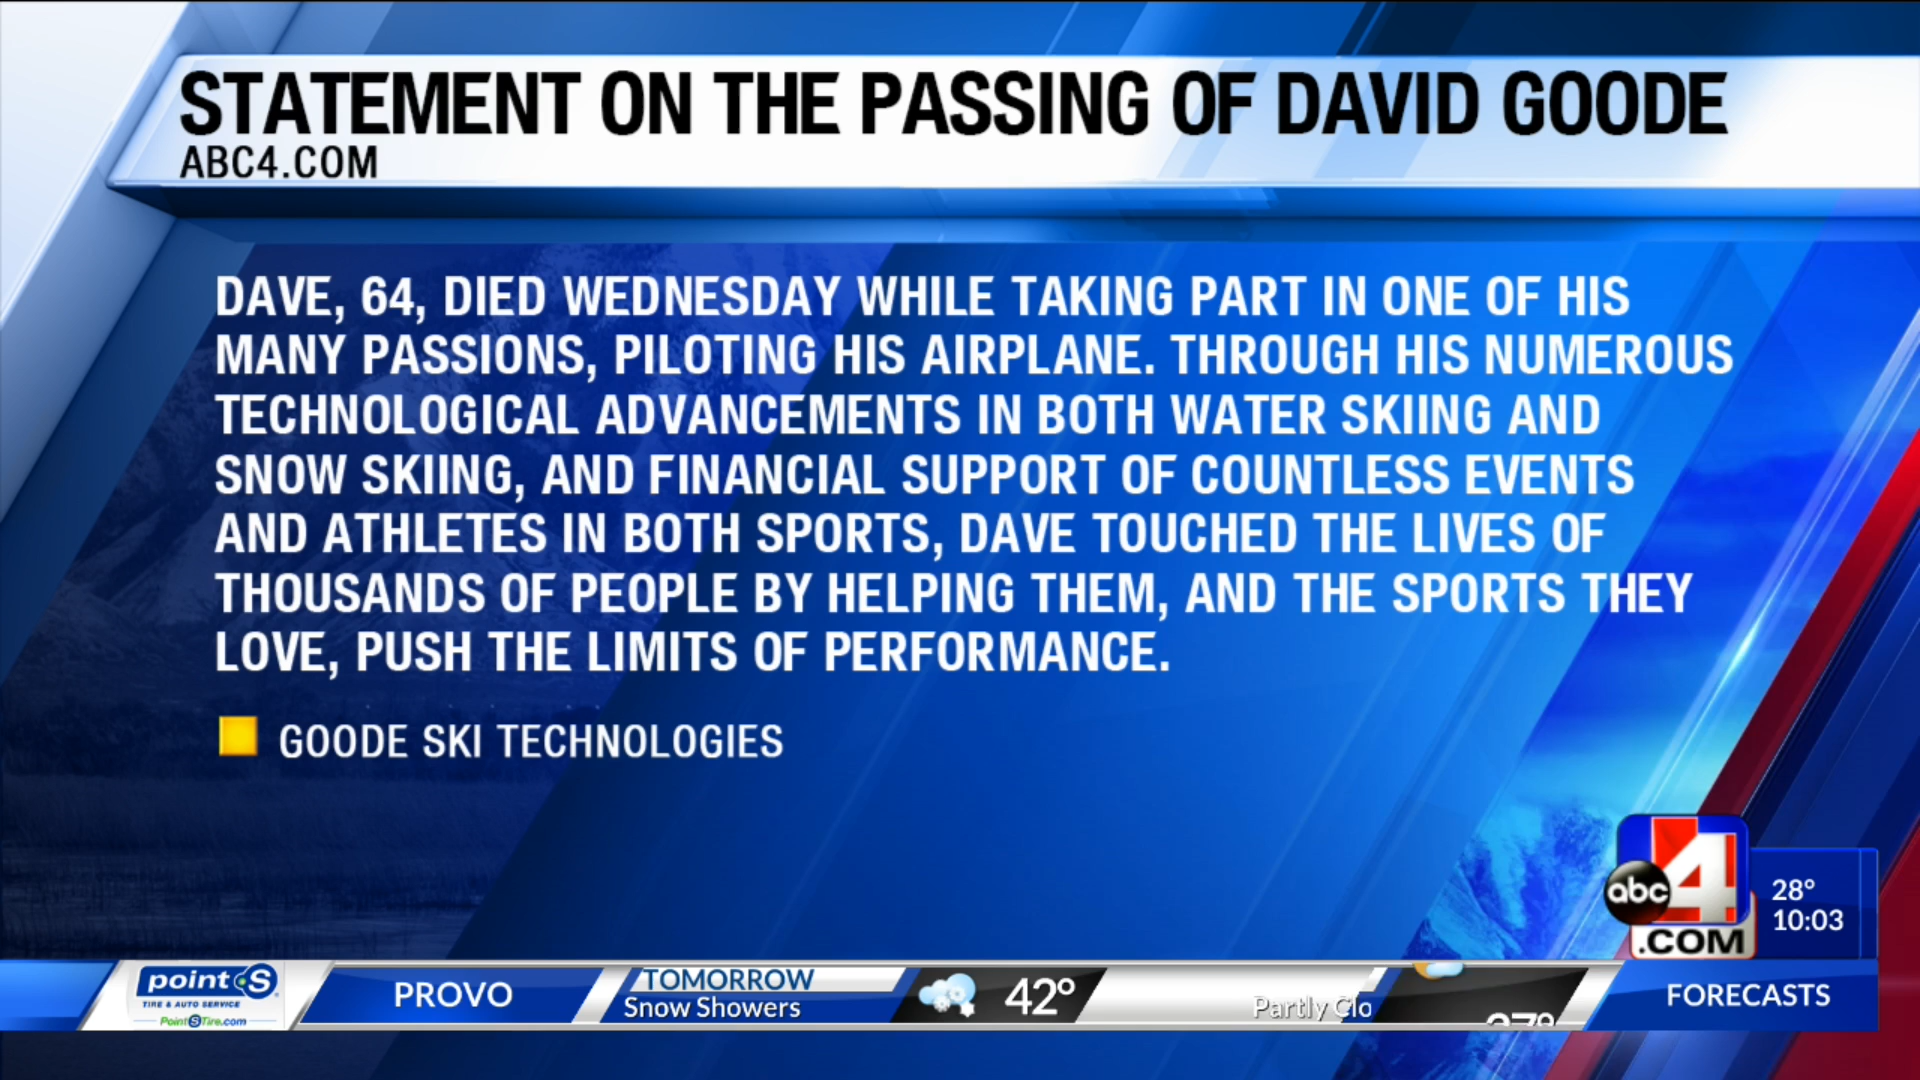 STATEMENT ON THE PASSING OF DAVID GOODE
ABC4.COM
DAVE, 64, DIED WEDNESDAY WHILE TAKING PART IN ONE OF HIS
MANY PASSIONS, PILOTING HIS AIRPLANE. THROUGH HIS NUMEROUS
TECHNOLOGICAL ADVANCEMENTS IN BOTH WATER SKIING AND
SNOW SKIING, AND FINANCIAL SUPPORT OF COUNTLESS EVENTS
AND ATHLETES IN BOTH SPORTS, DAVE TOUCHED THE LIVES OF
THOUSANDS OF PEOPLE BY HELPING THEM, AND THE SPORTS THEY
LOVE, PUSH THE LIMITS OF PERFORMANCE.
GOODE SKI TECHNOLOGIES
abc 4
.COM
28°
10:03
point S
TIRE & AUTO SERVICE
PointSTire.com
PROVO
TOMORROW
Snow Showers
42°
Partly Clo
FORECASTS